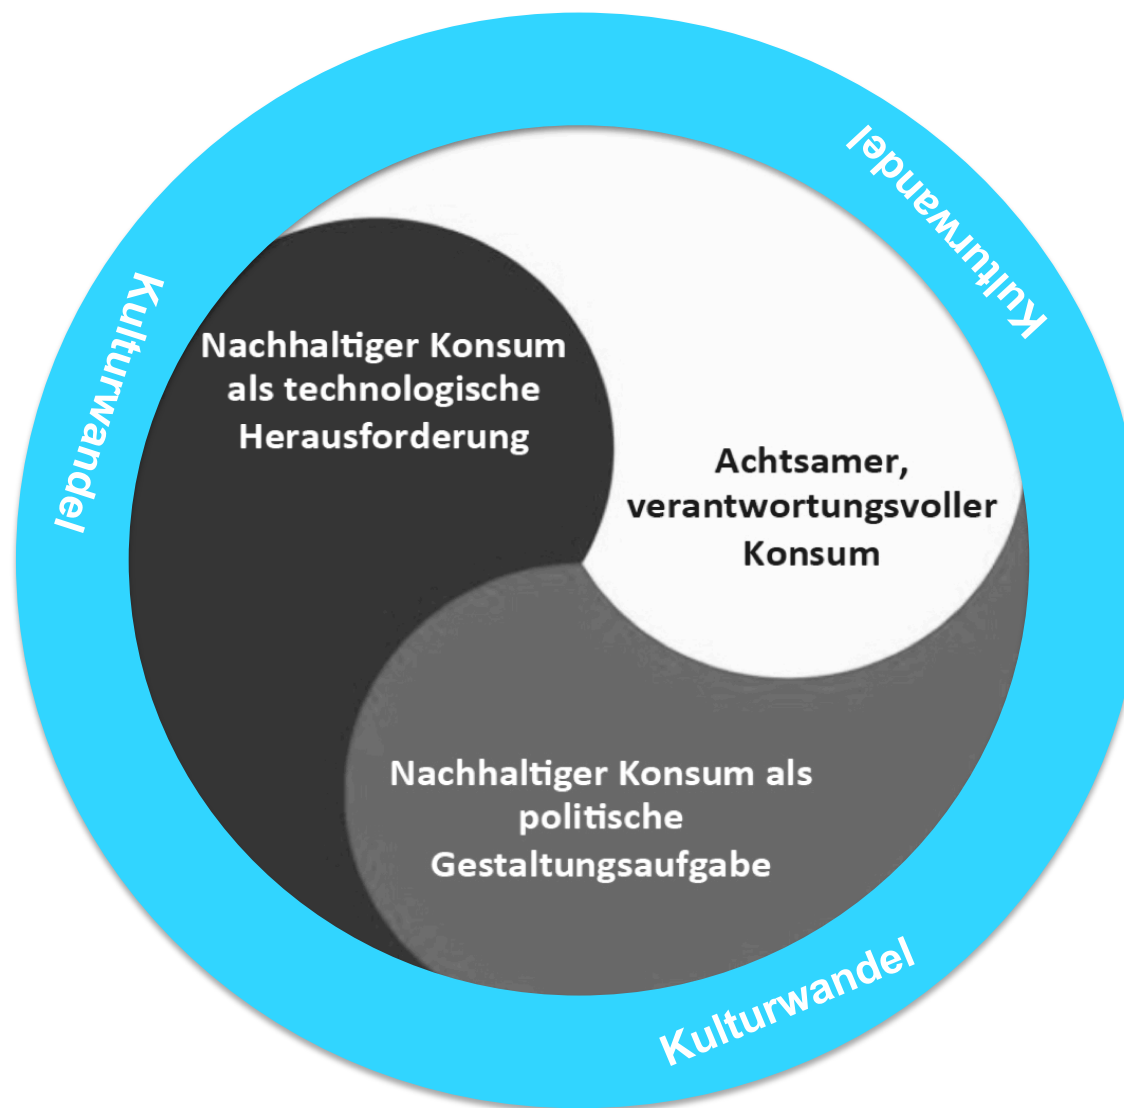 Kulturwandel
Kulturwandel
Nachhaltiger Konsum
als technologische
Herausforderung
Achtsamer,
verantwortungsvoller
Konsum
Nachhaltiger Konsum als
politische
Gestaltungsaufgabe
Kulturwandel